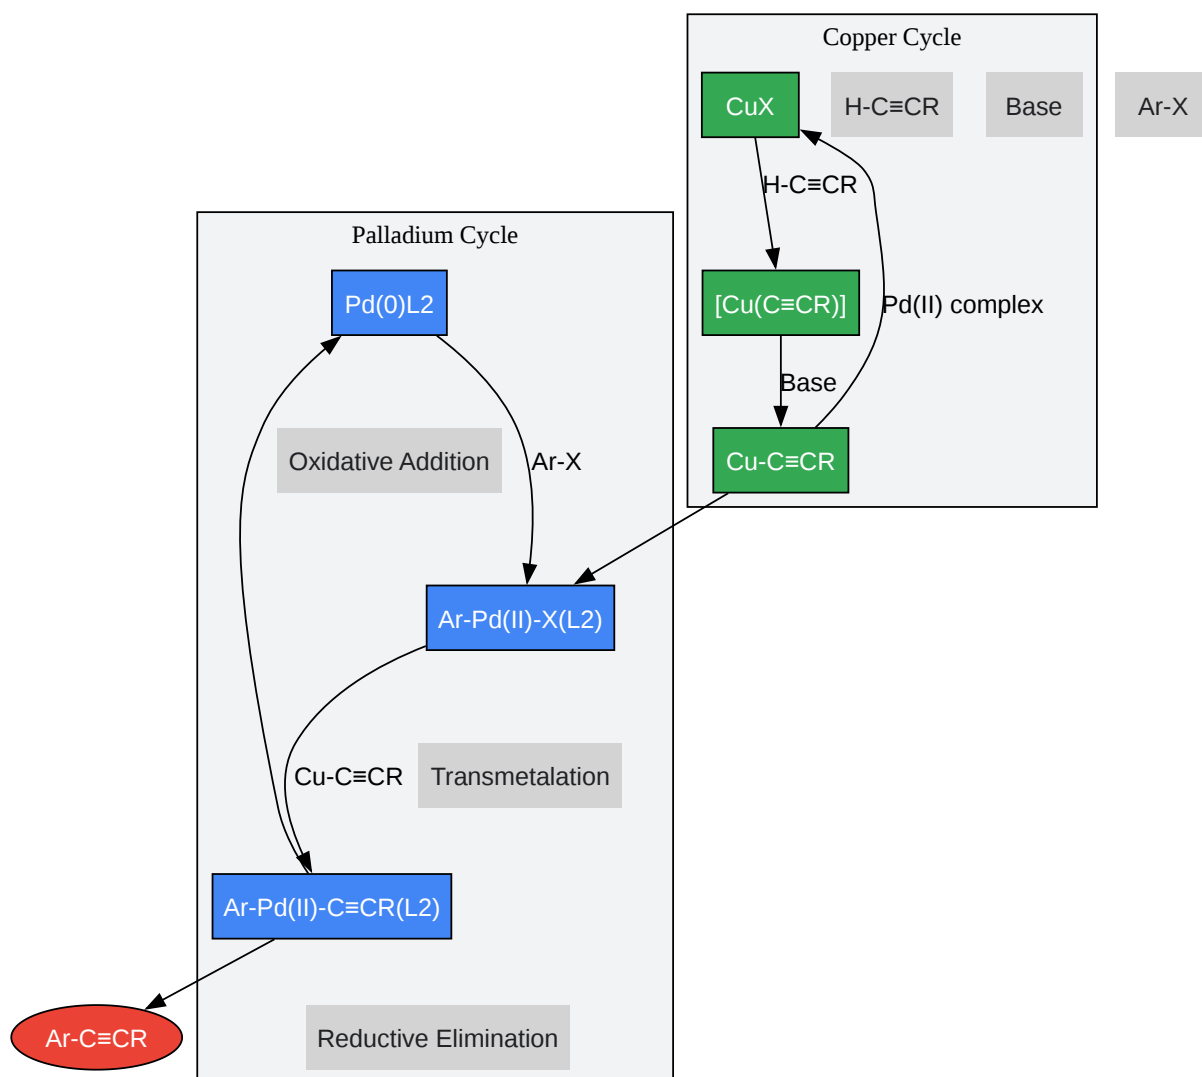 Copper Cycle
CuX
H-C≡CR
Base
Ar-X
H-C≡CR
Palladium Cycle
Pd(0)L2
[Cu(C≡CR)]
Pd(II) complex
Base
Oxidative Addition
Ar-X
Cu-C≡CR
Ar-Pd(II)-X(L2)
Cu-C≡CR
Transmetalation
Ar-Pd(II)-C≡CR(L2)
Ar-C≡CR
Reductive Elimination